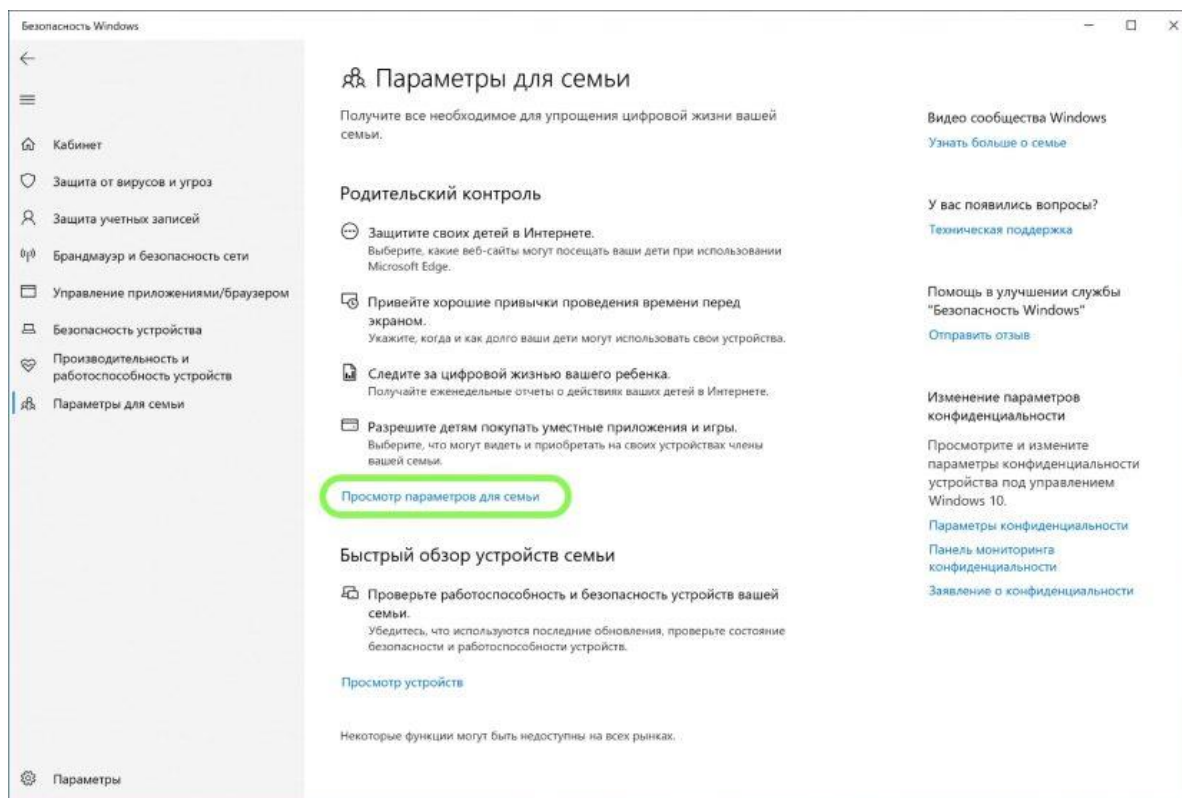 Безопасность Windows
Кабинет
Защита от вирусов и угроз
Защита учетных записей
Брандмауэр и безопасность сети
Управление приложениями/браузером
Безопасность устройства
Производительность и
работоспособность устройств
Параметры для семьи
Параметры
Параметры для семьи
Получите все необходимое для упрощения цифровой жизни вашей
семьи.
Родительский контроль
Защитите своих детей в Интернете.
Выберите, какие веб-сайты могут посещать ваши дети при использовании
Microsoft Edge.
Привейте хорошие привычки проведения времени перед
экраном.
Укажите, когда и как долго ваши дети могут использовать свои устройства.
Следите за цифровой жизнью вашего ребенка.
Получайте еженедельные отчеты о действиях ваших детей в Интернете.
Разрешите детям покупать уместные приложения и игры.
Выберите, что могут видеть и приобретать на своих устройствах члены
вашей семьи.
Просмотр параметров для семьи
Быстрый обзор устройств семьи
Проверьте работоспособность и безопасность устройств вашей
семьи.
Убедитесь, что используются последние обновления, проверьте состояние
безопасности и работоспособности устройств.
Просмотр устройств
Некоторые функции могут быть недоступны на всех рынках.
Видео сообщества Windows
Узнать больше о семье
У вас появились вопросы?
Техническая поддержка
Помощь в улучшении службы
"Безопасность Windows"
Отправить отзыв
Изменение параметров
конфиденциальности
Просмотрите и измените
параметры конфиденциальности
устройства под управлением
Windows 10.
Параметры конфиденциальности
Панель мониторинга
конфиденциальности
Заявление о конфиденциальности